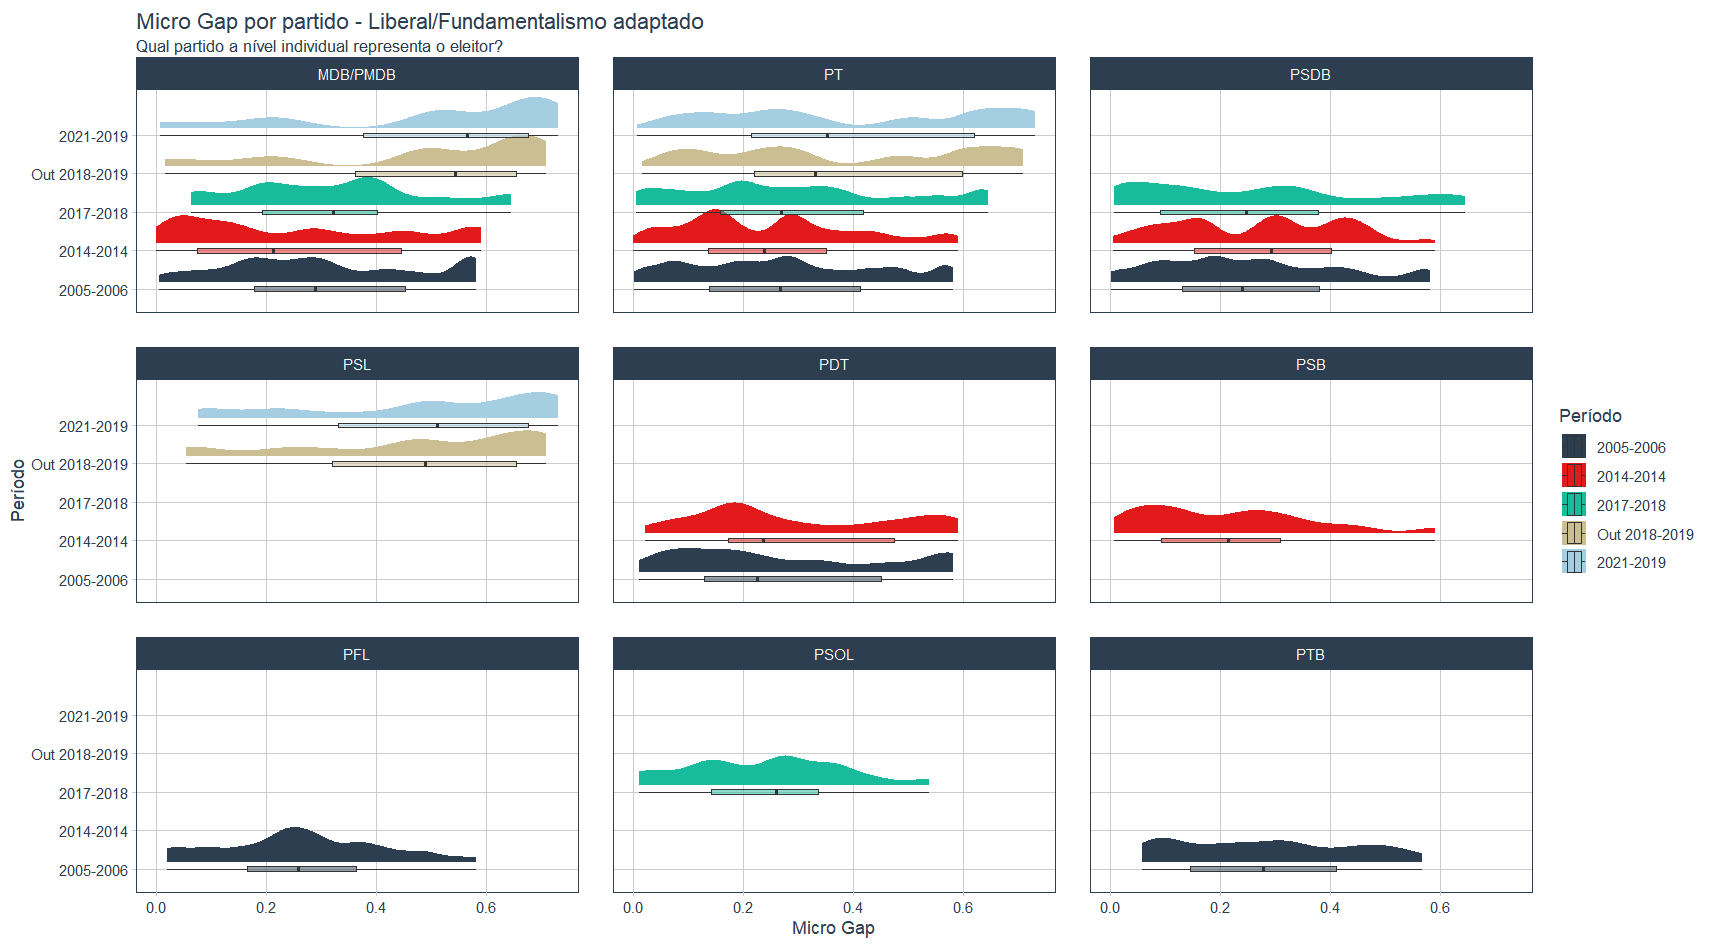 Micro Gap por partido - Liberal/Fundamentalismo adaptado
Qual partido a nível individual representa o eleitor?
MDB/PMDB
PT
PSDB
2021-2019
Out 2018-2019
2017-2018
2014-2014
2005-2006
PSL
PDT
PSB
2021-2019
Out 2018-2019
2017-2018
2014-2014
2005-2006
PFL
PSOL
PTB
2021-2019
Out 2018-2019
2017-2018
2014-2014
2005-2006
0.0 0.2 0.4 0.6
0.0 0.2 0.4 0.6
0.0 0.2 0.4 0.6
Micro Gap
Período
Período
2005-2006
2014-2014
2017-2018
Out 2018-2019
2021-2019